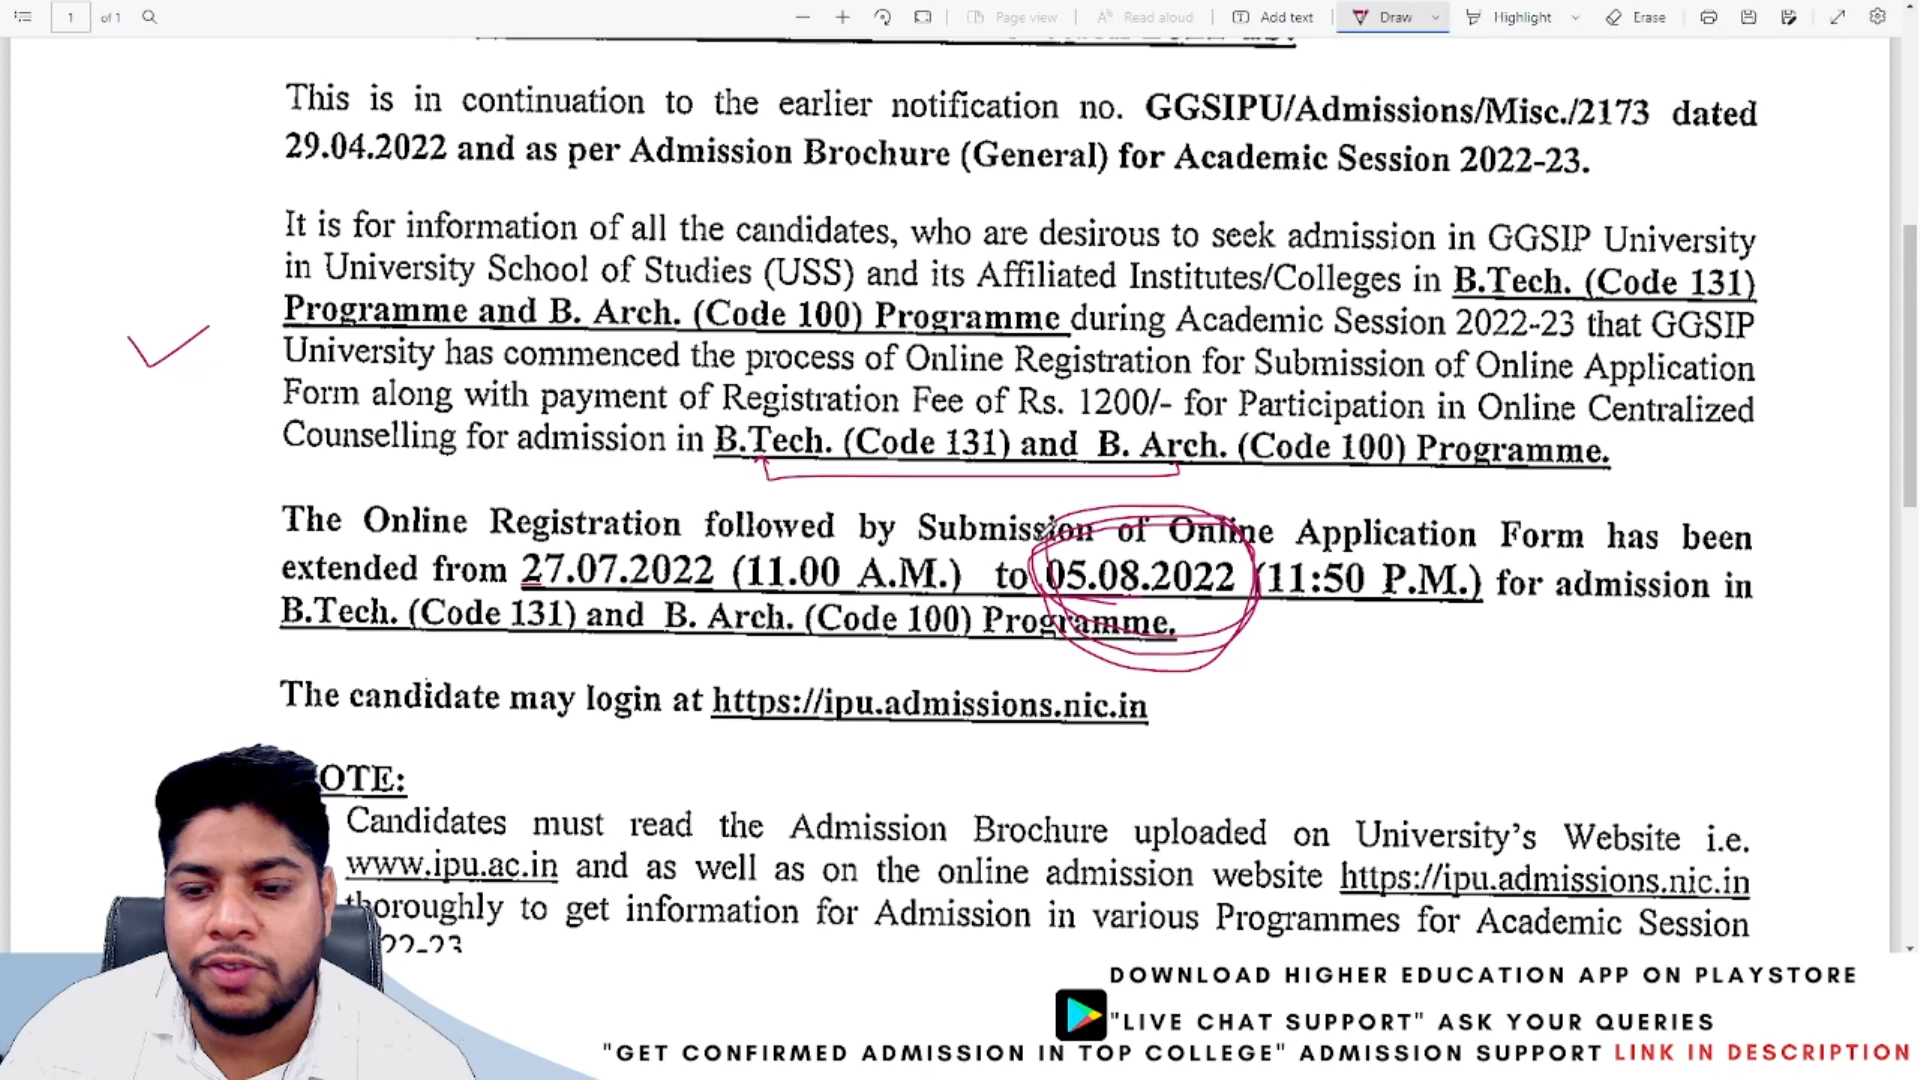 1 of 1 Page view Read aloud Add text Draw Highlight Erase
This is in continuation to the earlier notification no. GGSIPU/Admissions/Misc./2173 dated
29.04.2022 and as per Admission Brochure (General) for Academic Session 2022-23.
It is for information of all the candidates, who are desirous to seek admission in GGSIP University
in University School of Studies (USS) and its Affiliated Institutes/Colleges in B.Tech. (Code 131)
Programme and B. Arch. (Code 100) Programme during Academic Session 2022-23 that GGSIP
University has commenced the process of Online Registration for Submission of Online Application
Form along with payment of Registration Fee of Rs. 1200/- for Participation in Online Centralized
Counselling for admission in B.Tech. (Code 131) and B. Arch. (Code 100) Programme.
The Online Registration followed by Submission of Online Application Form has been
extended from 27.07.2022 (11.00 A.M.) to 05.08.2022 (11:50 P.M.) for admission in
B.Tech. (Code 131) and B. Arch. (Code 100) Programme.
The candidate may login at https://ipu.admissions.nic.in
OTE:
Candidates must read the Admission Brochure uploaded on University's Website i.e.
www.ipu.ac.in and as well as on the online admission website https://ipu.admissions.nic.in
thoroughly to get information for Admission in various Programmes for Academic Session
22-23
DOWNLOAD HIGHER EDUCATION APP ON PLAYSTORE
"LIVE CHAT SUPPORT" ASK YOUR QUERIES
"GET CONFIRMED ADMISSION IN TOP COLLEGE" ADMISSION SUPPORT LINK IN DESCRIPTION